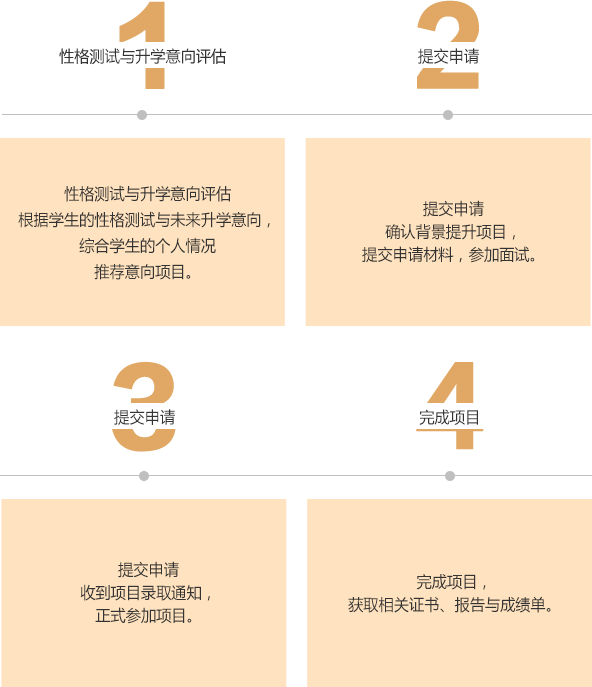 1
性格测试与升学意向评估
2
提交申请
性格测试与升学意向评估
根据学生的性格测试与未来升学意向，
综合学生的个人情况
推荐意向项目。
提交申请
确认背景提升项目，
提交申请材料，参加面试。
3
提交申请
4
完成项目
提交申请
收到项目录取通知，
正式参加项目。
完成项目，
获取相关证书、报告与成绩单。